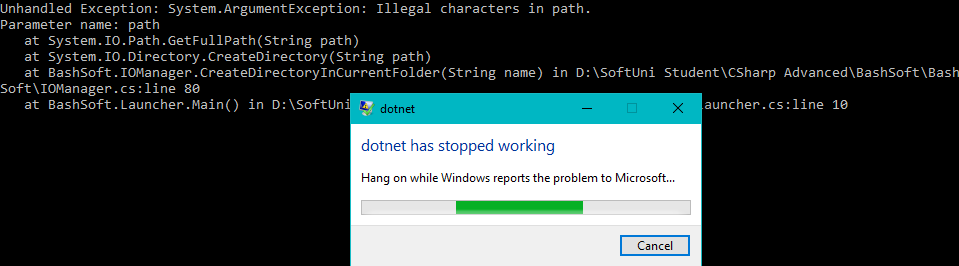 Unhandled Exception: System.ArgumentException: Illegal characters in path.
Parameter name: path
at System.IO.Path.GetFullPath(String path)
at System.IO.Directory.CreateDirectory(String path)
at BashSoft.IOManager.CreateDirectoryInCurrentFolder(String name) in D:\SoftUni Student\CSharp Advanced\BashSoft\Bash
Soft\IOManager.cs:line 80
at BashSoft.Launcher.Main() in D:\SoftUni auncher.cs:line 10
dotnet
dotnet has stopped working
Hang on while Windows reports the problem to Microsoft...
Cancel